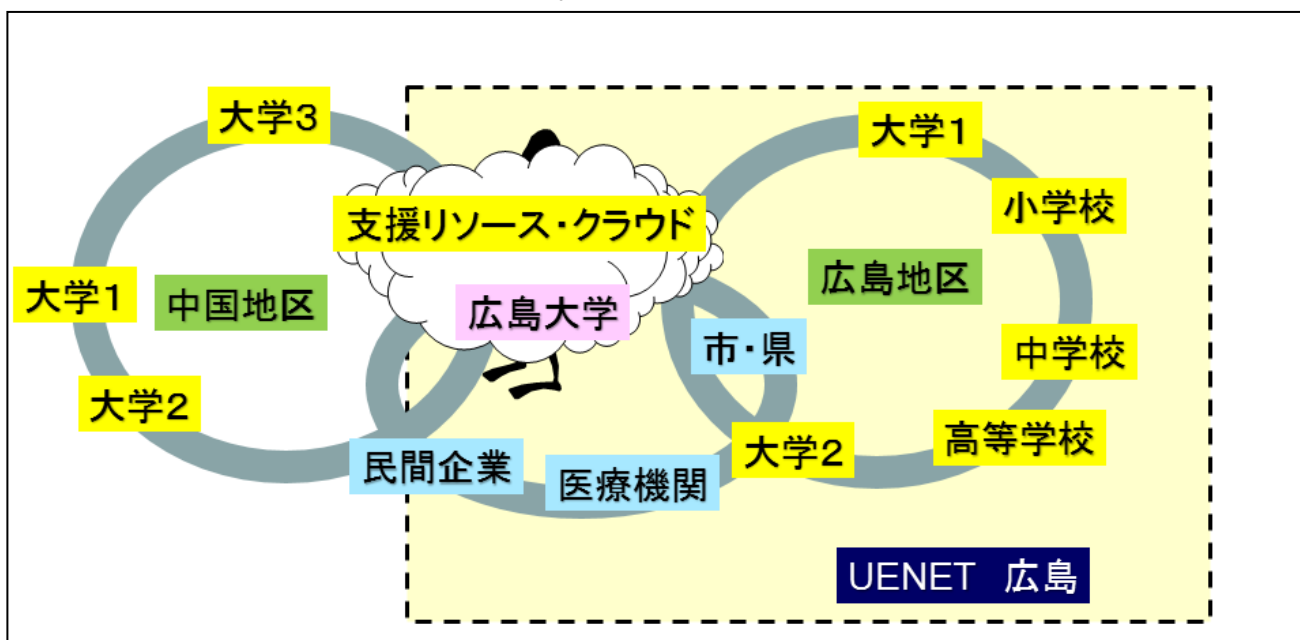 大学3
大学1
支援リソース・クラウド
小学校
大学1
中国地区
広島大学
広島地区
市・県
中学校
大学2
高等学校
民間企業
医療機関
大学2
UENET 広島